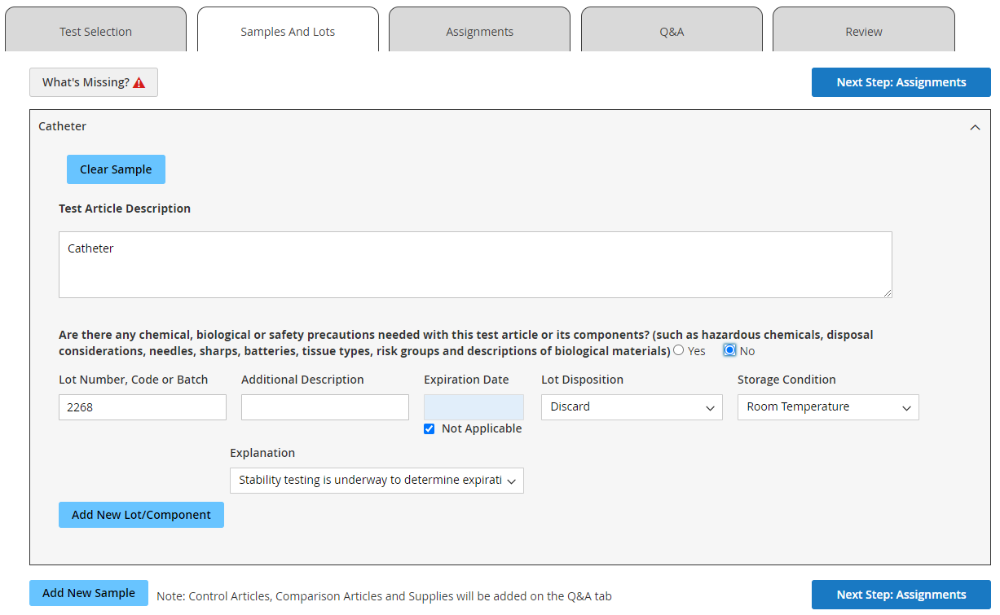 Test Selection
Samples And Lots
Assignments
Q&A
Review
What's Missing?
Next Step: Assignments
Catheter
Clear Sample
Test Article Description
Catheter
Are there any chemical, biological or safety precautions needed with this test article or its components? (such as hazardous chemicals, disposal
considerations, needles, sharps, batteries, tissue types, risk groups and descriptions of biological materials) Yes No
Lot Number, Code or Batch
Additional Description
Expiration Date
Lot Disposition
Storage Condition
2268
Discard
Room Temperature
Not Applicable
Explanation
Stability testing is underway to determine expirati
Add New Lot/Component
Add New Sample
Note: Control Articles, Comparison Articles and Supplies will be added on the Q&A tab
Next Step: Assignments